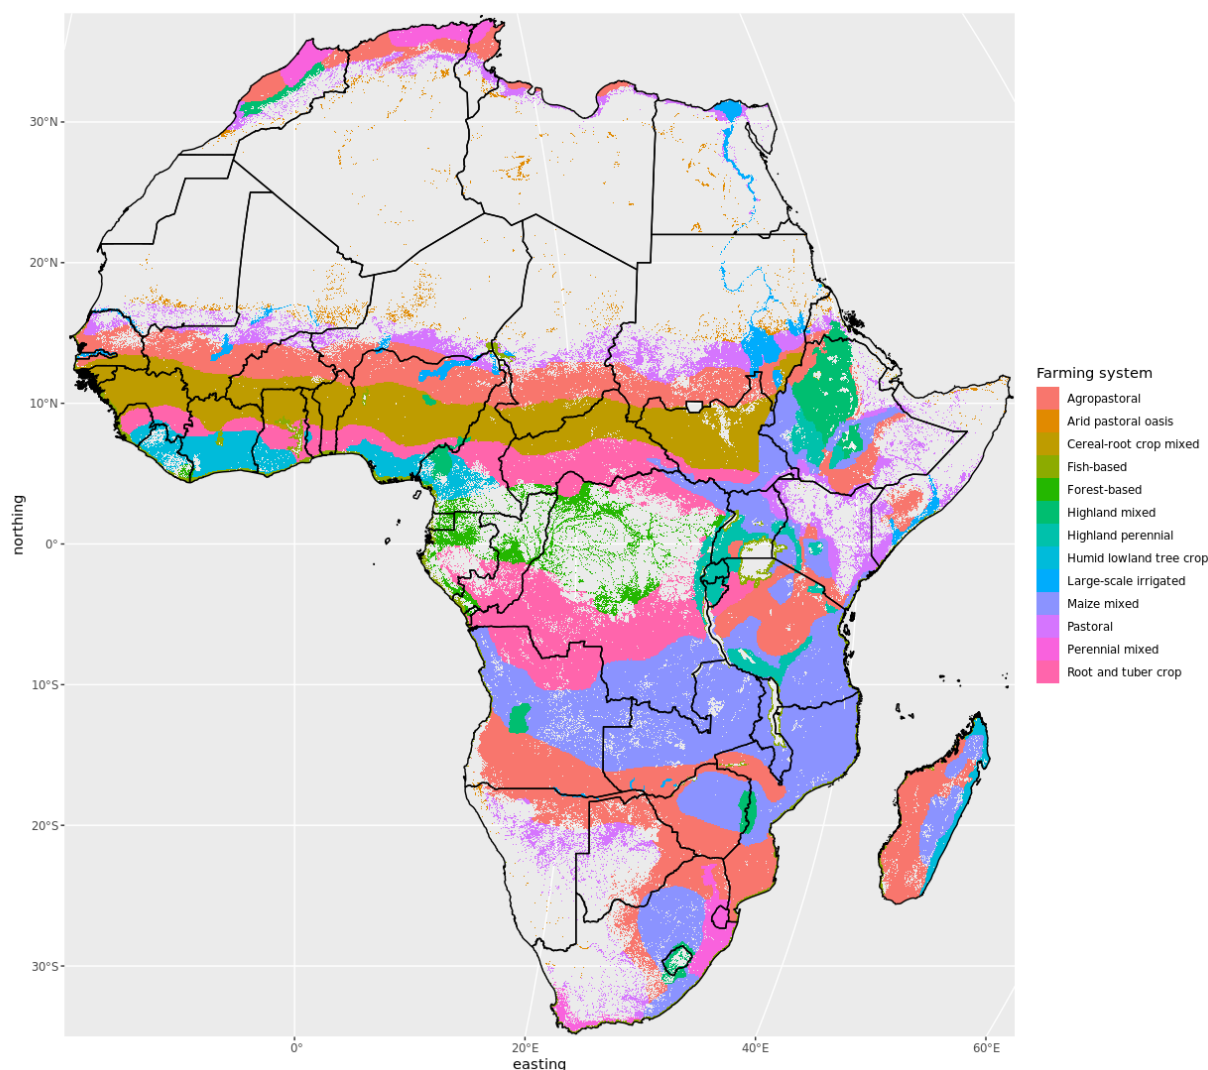 30°N
20°N
10°N
0°
10°S
20°S
30°S
northing
0°
20°E
40°E
60°E
easting
Farming system
Agropastoral
Arid pastoral oasis
Cereal-root crop mixed
Fish-based
Forest-based
Highland mixed
Highland perennial
Humid lowland tree crop
Large-scale irrigated
Maize mixed
Pastoral
Perennial mixed
Root and tuber crop